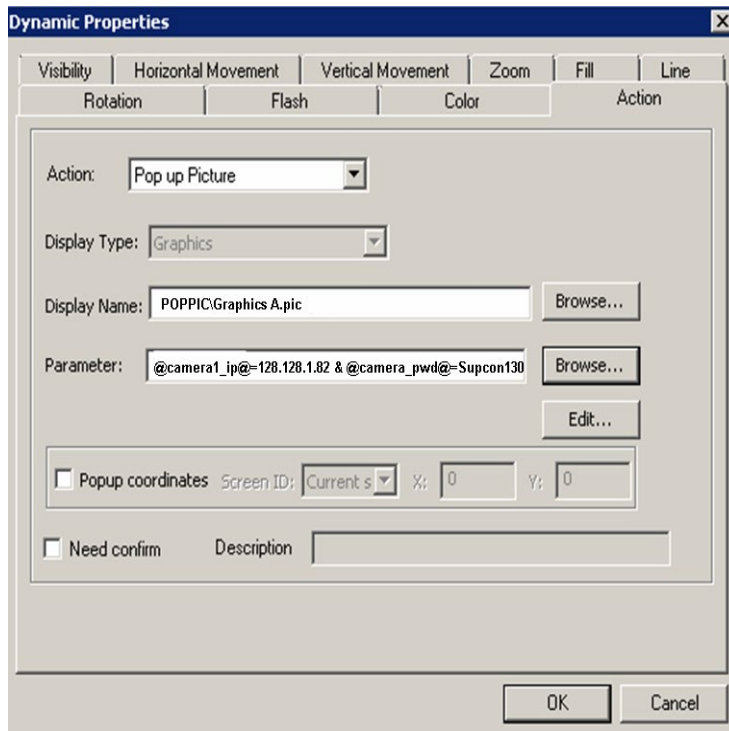 Dynamic Properties
Visibility Horizontal Movement Vertical Movement Zoom Fill Line
Rotation Flash Color Action
Action: Pop up Picture
Display Type: Graphics
Display Name: POPPIC\Graphics A.pic Browse...
Parameter: @camera1_ip@=128.128.1.82 & @camera_pwd@=Supcon130 Browse...
Edit...
Popup coordinates Screen ID: Current s X: 0 Y: 0
Need confirm Description
OK Cancel